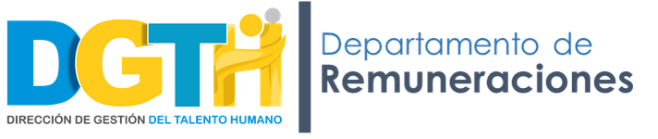 DGTH
DIRECCIÓN DE GESTIÓN DEL TALENTO HUMANO
Departamento de
Remuneraciones